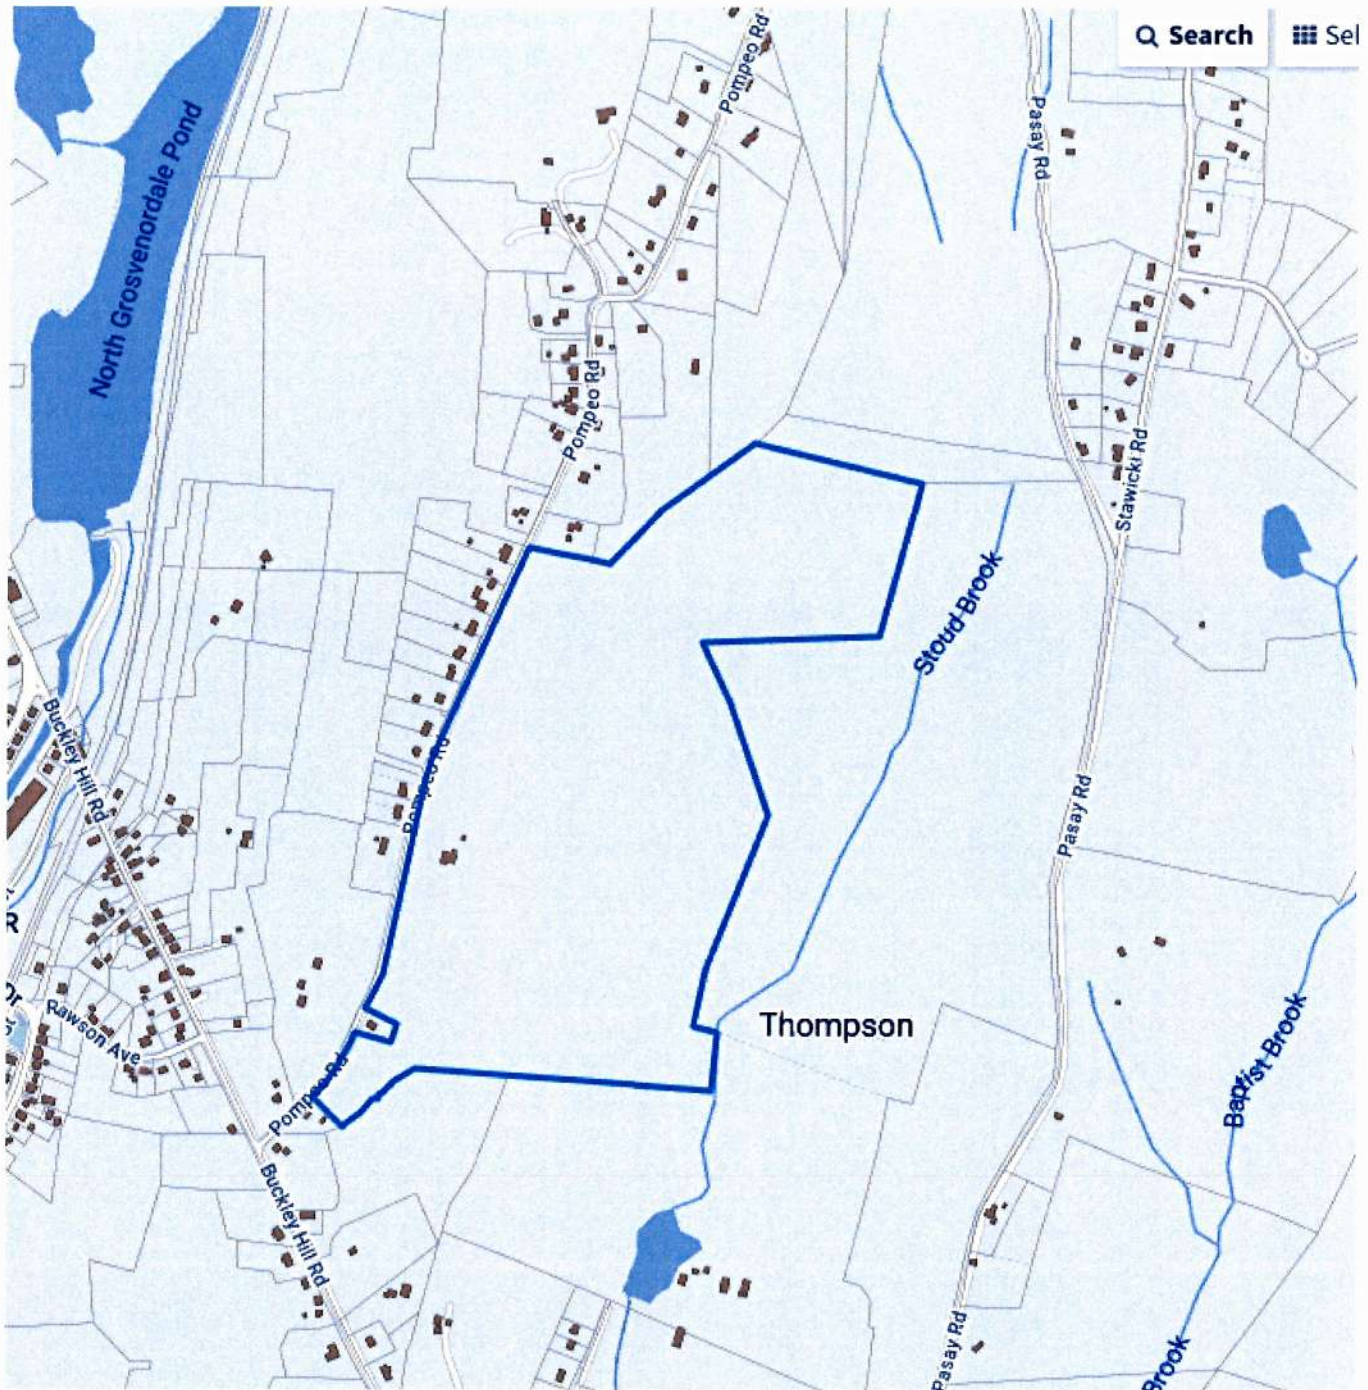 Search
Sel
Pompeo Rd
Pasay Rd
North Grosvenordale Pond
Pompeo Rd
Stawicki Rd
Stoud Brook
Buckley Hill Rd
Pompeo Rd
Pasay Rd
R
Dr
Rawson Ave
Thompson
Baptist Brook
Pompeo Rd
Buckley Hill Rd
Pasay Rd
Brook